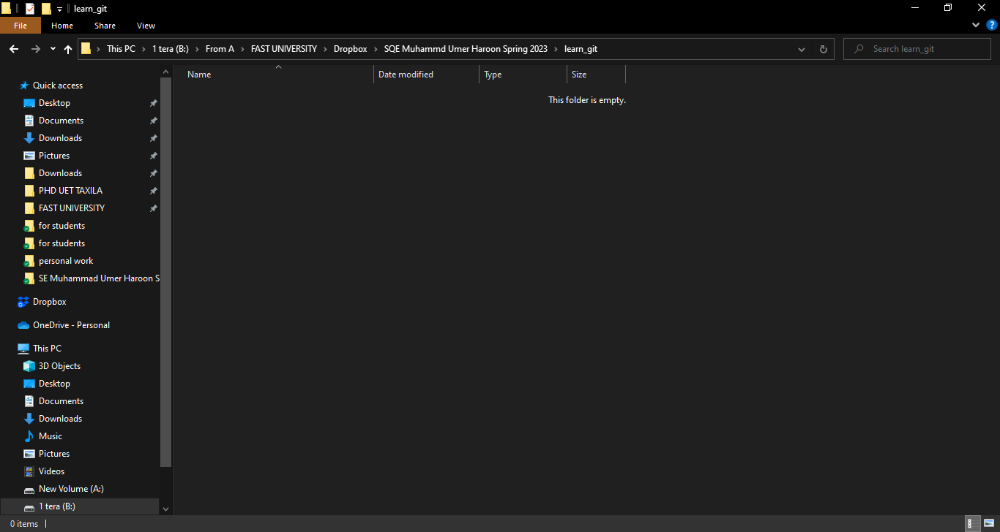 learn_git
File Home Share View
This PC 1 tera (B:) From A FAST UNIVERSITY Dropbox SQE Muhammd Umer Haroon Spring 2023 learn_git
Search learn_git
Name Date modified Type Size
This folder is empty.
Quick access
Desktop
Documents
Downloads
Pictures
Downloads
PHD UET TAXILA
FAST UNIVERSITY
for students
for students
personal work
SE Muhammad Umer Haroon S
Dropbox
OneDrive - Personal
This PC
3D Objects
Desktop
Documents
Downloads
Music
Pictures
Videos
New Volume (A:)
1 tera (B:)
0 items